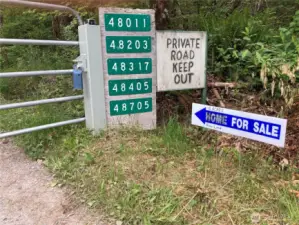 48011
48203
48317
48405
48705
PRIVATE
ROAD
KEEP
OUT
HOME FOR SALE